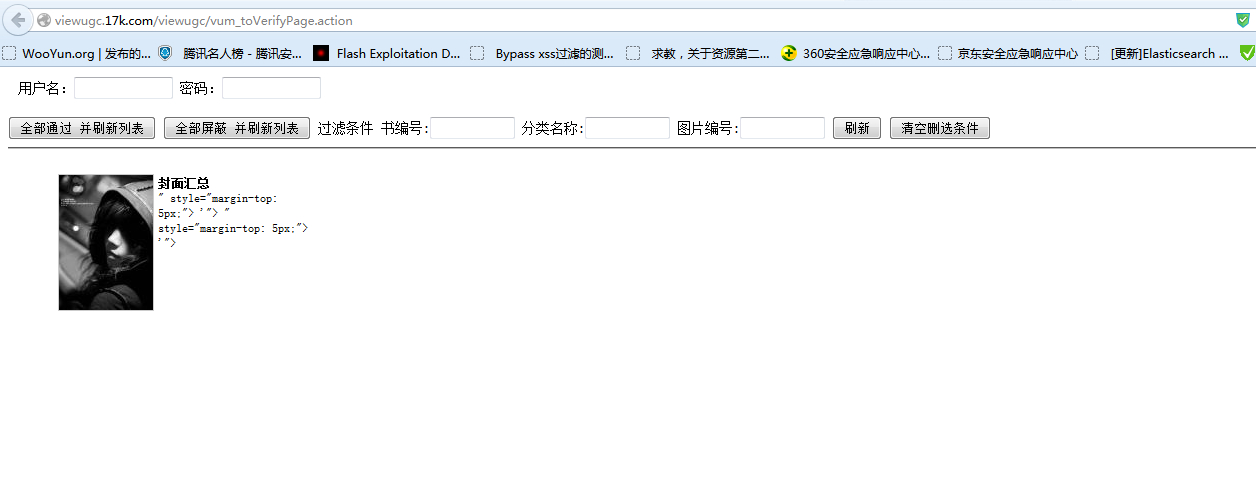 viewugc.17k.com/viewugc/vum_toVerifyPage.action
WooYun.org | 发布的... 腾讯名人榜 - 腾讯安... Flash Exploitation D... Bypass xss过滤的测... 求教，关于资源第二... 360安全应急响应中心... 京东安全应急响应中心 [更新]Elasticsearch ...
用户名： 密码：
全部通过 并刷新列表 全部屏蔽 并刷新列表 过滤条件 书编号: 分类名称: 图片编号: 刷新 清空删选条件
封面汇总
" style="margin-top:
5px;"> '"> "
style="margin-top: 5px;">
'">